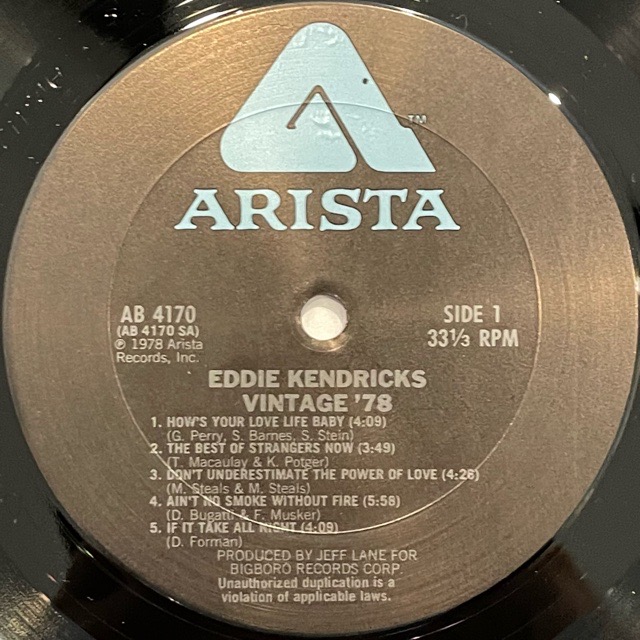 TM
ARISTA
AB 4170
(AB 4170 SA)
℗ 1978 Arista
Records, Inc.
SIDE 1
33⅓ RPM
EDDIE KENDRICKS
VINTAGE '78
1. HOW'S YOUR LOVE LIFE BABY (4:09)
(G. Perry, S. Barnes, S. Stein)
2. THE BEST OF STRANGERS NOW (3:49)
(T. Macaulay & K. Potger)
3. DON'T UNDERESTIMATE THE POWER OF LOVE (4:26)
(M. Steals & M. Steals)
4. AIN'T NO SMOKE WITHOUT FIRE (5:58)
(D. Bugatti & F. Musker)
5. IF IT TAKE ALL NIGHT (4:09)
(D. Forman)
PRODUCED BY JEFF LANE FOR
BIGBORO RECORDS CORP.
Unauthorized duplication is a
violation of applicable laws.